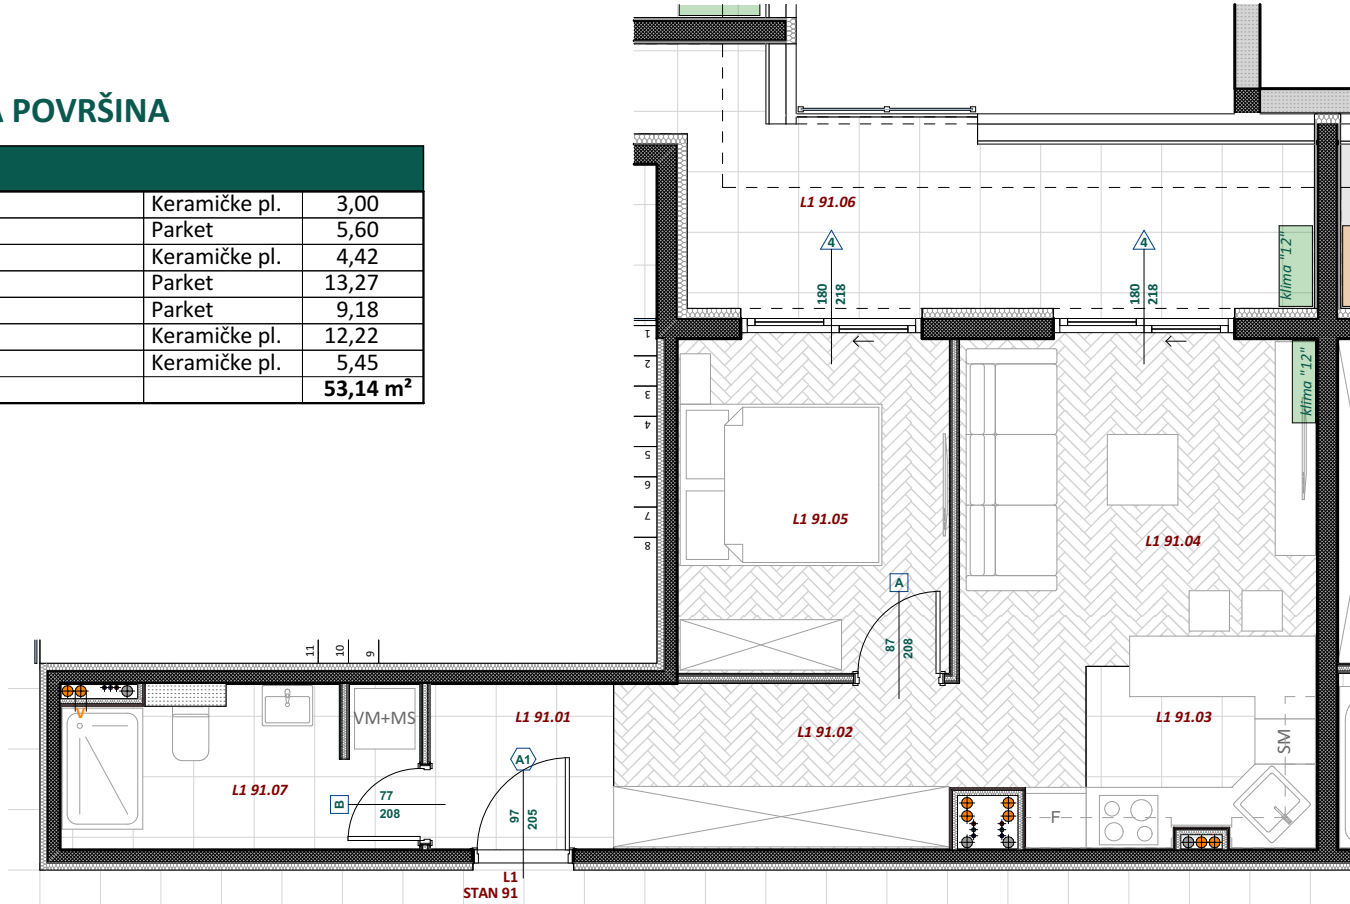 A POVRŠINA
Keramičke pl. 3,00
Parket 5,60
Keramičke pl. 4,42
Parket 13,27
Parket 9,18
Keramičke pl. 12,22
Keramičke pl. 5,45
53,14 m²
L1 91.06
4
180
218
4
180
218
klima "12"
klima "12"
1
2
3
4
5
6
7
8
9
10
11
L1 91.05
L1 91.04
A
87
208
V
VM+MS
L1 91.01
L1 91.02
L1 91.03
SM
A1
L1 91.07
B
77
208
97
205
F
L1
STAN 91